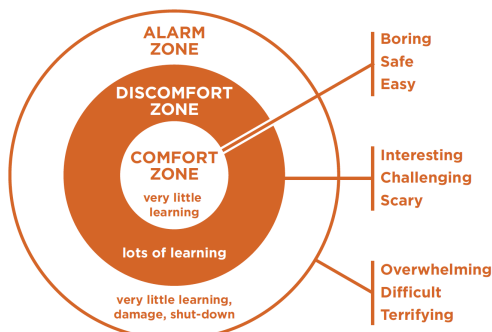 ALARM
ZONE
DISCOMFORT
ZONE
COMFORT
ZONE
very little
learning
lots of learning
very little learning,
damage, shut-down
Boring
Safe
Easy
Interesting
Challenging
Scary
Overwhelming
Difficult
Terrifying